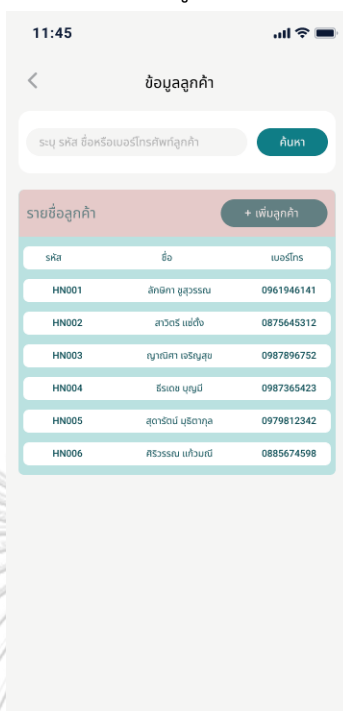 11:45
ข้อมูลลูกค้า
ระบุ รหัส ชื่อหรือเบอร์โทรศัพท์ลูกค้า ค้นหา
รายชื่อลูกค้า + เพิ่มลูกค้า
รหัส ชื่อ เบอร์โทร
HN001 ลักษิกา ชูสุวรรณ 0961946141
HN002 สาวิตรี แซ่ตั้ง 0875645312
HN003 ญาณิศา เจริญสุข 0987896752
HN004 ธีรเดช บุญมี 0987365423
HN005 สุดารัตน์ มุธิตากุล 0979812342
HN006 ศิริวรรณ แก้วมณี 0885674598